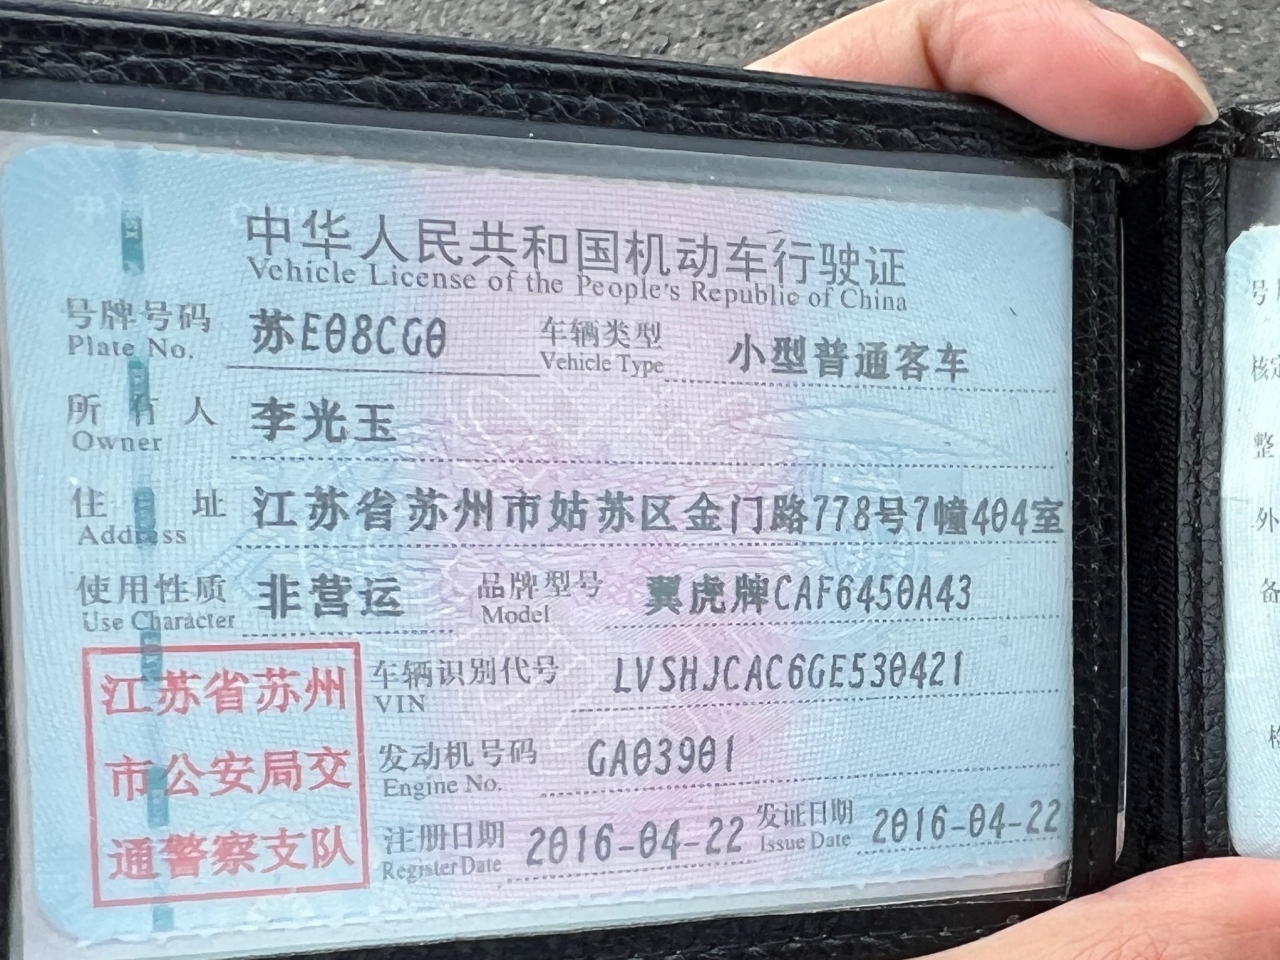 中华人民共和国机动车行驶证
Vehicle License of the People's Republic of China
号牌号码 苏E08CG0 车辆类型 小型普通客车
Plate No. Vehicle Type
所有人 李光玉
Owner
住址 江苏省苏州市姑苏区金门路778号7幢404室
Address
使用性质 非营运 品牌型号 翼虎牌CAF6450A43
Use Character Model
江苏省苏州
市公安局交
通警察支队
车辆识别代号 LVSHJCAC6GE530421
VIN
发动机号码 GA03901
Engine No.
注册日期 2016-04-22 发证日期 2016-04-22
Register Date Issue Date
号
核定
整
外
备